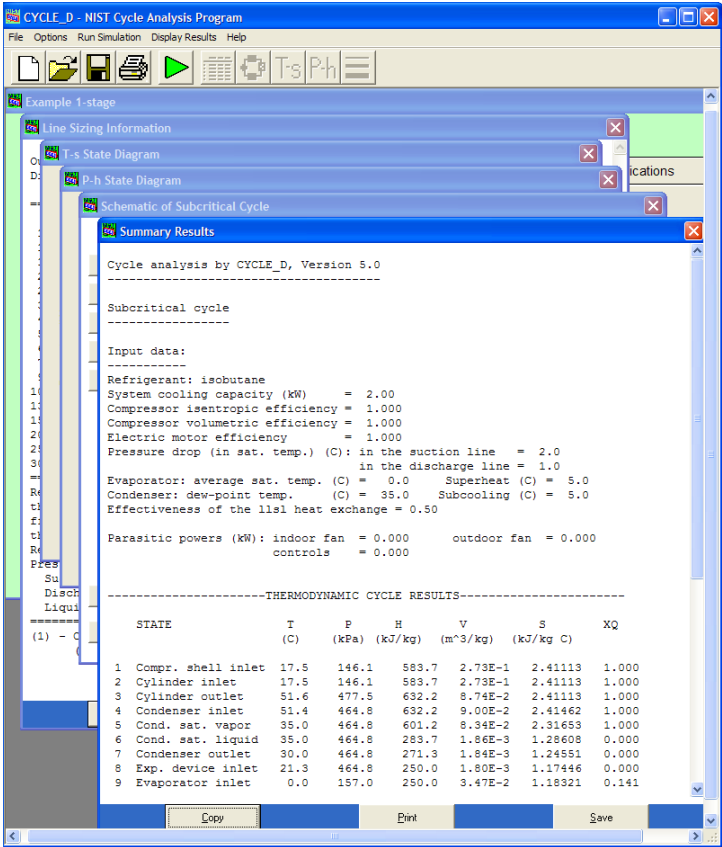 CYCLE_D - NIST Cycle Analysis Program
File Options Run Simulation Display Results Help
T-s P-h
Example 1-stage
Line Sizing Information
T-s State Diagram
ications
P-h State Diagram
Schematic of Subcritical Cycle
Summary Results
Cycle analysis by CYCLE_D, Version 5.0
--------------------------------------
Subcritical cycle
-----------------
Input data:
-----------
Refrigerant: isobutane
System cooling capacity (kW) = 2.00
Compressor isentropic efficiency = 1.000
Compressor volumetric efficiency = 1.000
Electric motor efficiency = 1.000
Pressure drop (in sat. temp.) (C): in the suction line = 2.0
in the discharge line = 1.0
Evaporator: average sat. temp. (C) = 0.0 Superheat (C) = 5.0
Condenser: dew-point temp. (C) = 35.0 Subcooling (C) = 5.0
Effectiveness of the llsl heat exchange = 0.50
Parasitic powers (kW): indoor fan = 0.000 outdoor fan = 0.000
controls = 0.000
----------------------THERMODYNAMIC CYCLE RESULTS-----------------------
STATE T P H V S XQ
(C) (kPa) (kJ/kg) (m^3/kg) (kJ/kg C)
1 Compr. shell inlet 17.5 146.1 583.7 2.73E-1 2.41113 1.000
2 Cylinder inlet 17.5 146.1 583.7 2.73E-1 2.41113 1.000
3 Cylinder outlet 51.6 477.5 632.2 8.74E-2 2.41113 1.000
4 Condenser inlet 51.4 464.8 632.2 9.00E-2 2.41462 1.000
5 Cond. sat. vapor 35.0 464.8 601.2 8.34E-2 2.31653 1.000
6 Cond. sat. liquid 35.0 464.8 283.7 1.86E-3 1.28608 0.000
7 Condenser outlet 30.0 464.8 271.3 1.84E-3 1.24551 0.000
8 Exp. device inlet 21.3 464.8 250.0 1.80E-3 1.17446 0.000
9 Evaporator inlet 0.0 157.0 250.0 3.47E-2 1.18321 0.141
Pres
Su
Disch
Liqui
(1) - C
Copy Print Save